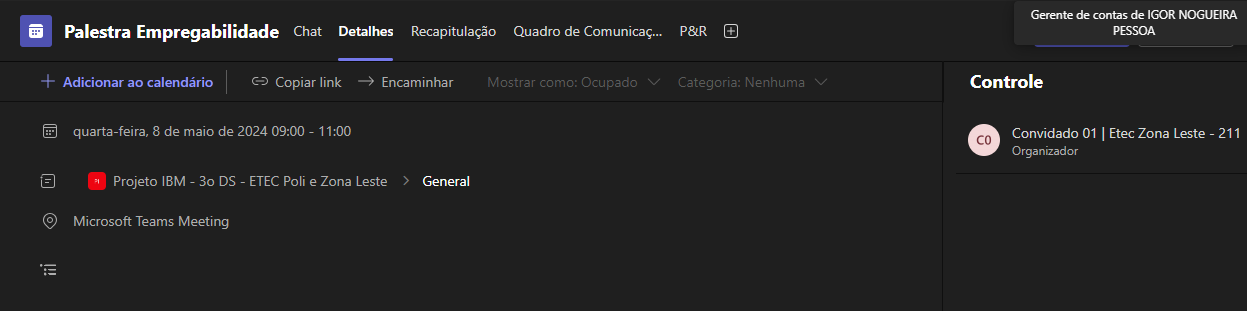 Gerente de contas de IGOR NOGUEIRA
PESSOA
Palestra Empregabilidade Chat Detalhes Recapitulação Quadro de Comunicaç... P&R
Adicionar ao calendário Copiar link Encaminhar Mostrar como: Ocupado Categoria: Nenhuma
Controle
quarta-feira, 8 de maio de 2024 09:00 - 11:00
C0 Convidado 01 | Etec Zona Leste - 211
Organizador
PI Projeto IBM - 3o DS - ETEC Poli e Zona Leste > General
Microsoft Teams Meeting